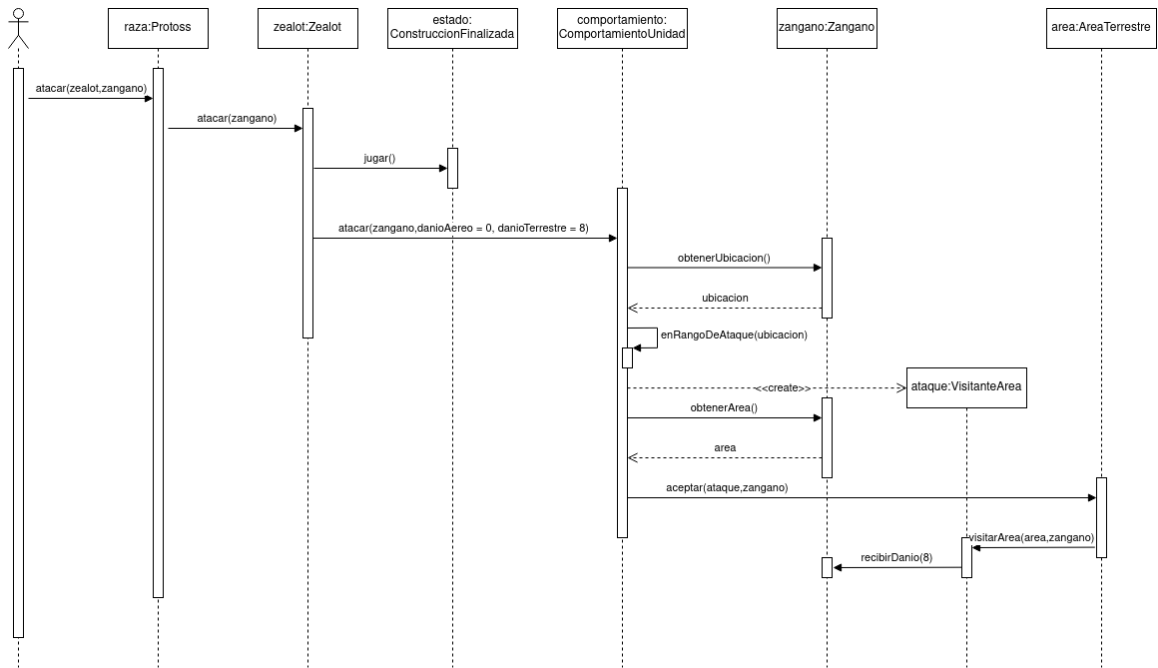 raza:Protoss
zealot:Zealot
estado:
ConstruccionFinalizada
comportamiento:
ComportamientoUnidad
zangano:Zangano
area:AreaTerrestre
atacar(zealot,zangano)
atacar(zangano)
jugar()
atacar(zangano,danioAereo = 0, danioTerrestre = 8)
obtenerUbicacion()
ubicacion
enRangoDeAtaque(ubicacion)
<<create>>
ataque:VisitanteArea
obtenerArea()
area
aceptar(ataque,zangano)
visitarArea(area,zangano)
recibirDanio(8)